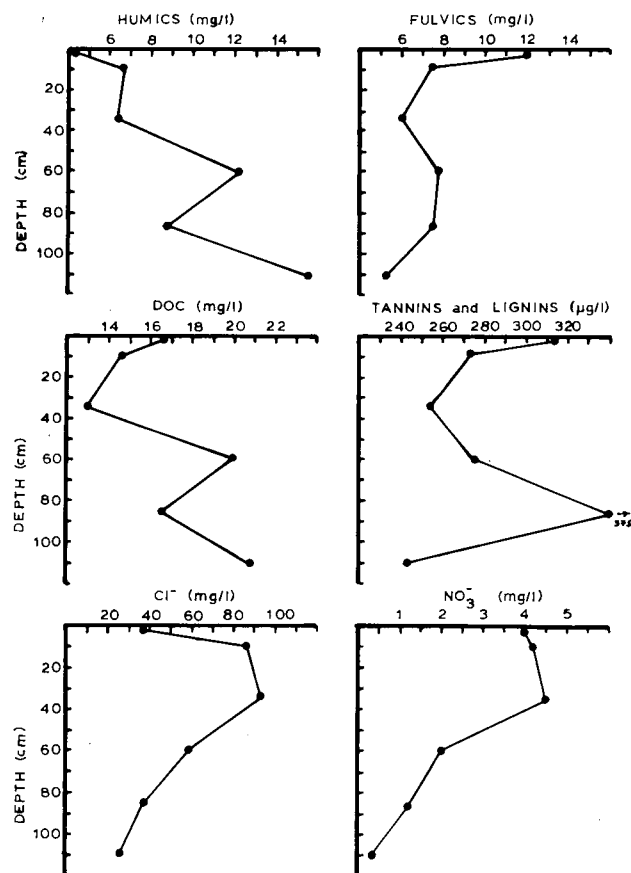 HUMICS (mg/l)
4 6 8 10 12 14 16
DEPTH (cm)
20
40
60
80
100
FULVICS (mg/l)
6 8 10 12 14
DOC (mg/l)
14 16 18 20 22
DEPTH (cm)
20
40
60
80
100
TANNINS and LIGNINS (µg/l)
240 260 280 300 320
Cl⁻ (mg/l)
20 40 60 80 100
DEPTH (cm)
20
40
60
80
100
NO₃⁻ (mg/l)
1 2 3 4 5